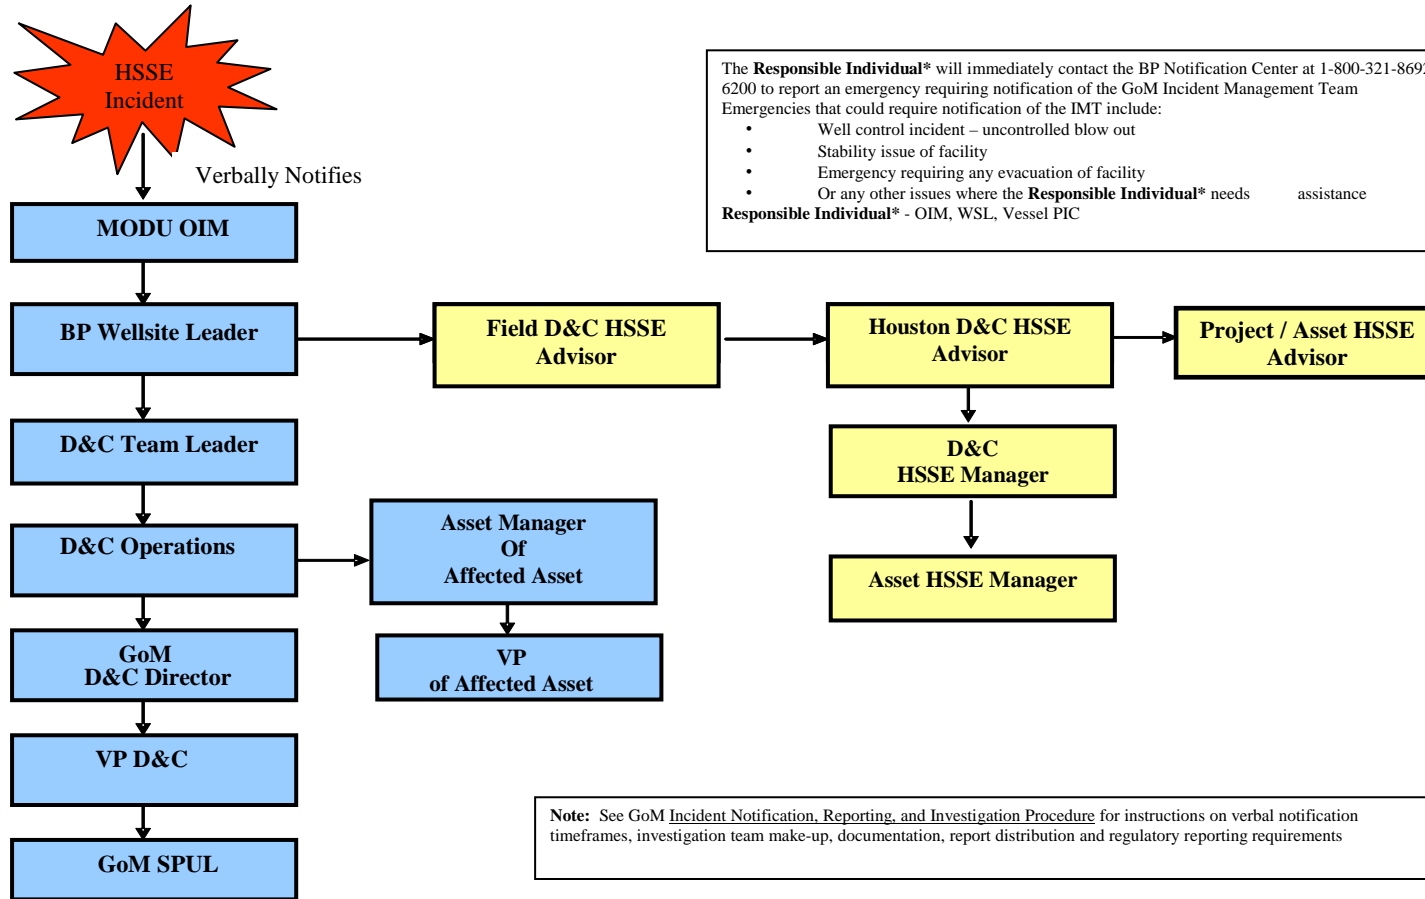 HSSE
Incident
Verbally Notifies
The Responsible Individual* will immediately contact the BP Notification Center at 1-800-321-8692
6200 to report an emergency requiring notification of the GoM Incident Management Team
Emergencies that could require notification of the IMT include:
• Well control incident – uncontrolled blow out
• Stability issue of facility
• Emergency requiring any evacuation of facility
• Or any other issues where the Responsible Individual* needs assistance
Responsible Individual* - OIM, WSL, Vessel PIC
MODU OIM
BP Wellsite Leader
Field D&C HSSE
Advisor
Houston D&C HSSE
Advisor
Project / Asset HSSE
Advisor
D&C Team Leader
D&C
HSSE Manager
D&C Operations
Asset Manager
Of
Affected Asset
Asset HSSE Manager
GoM
D&C Director
VP
of Affected Asset
VP D&C
GoM SPUL
Note: See GoM Incident Notification, Reporting, and Investigation Procedure for instructions on verbal notification
timeframes, investigation team make-up, documentation, report distribution and regulatory reporting requirements